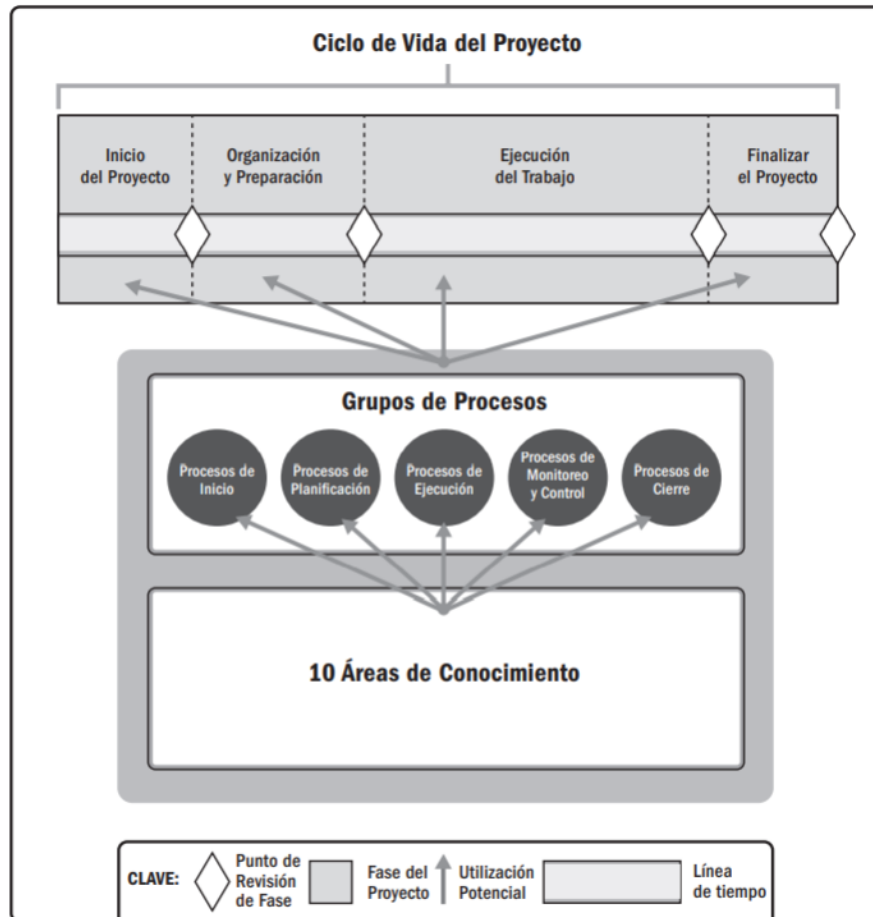 Ciclo de Vida del Proyecto
Inicio
del Proyecto
Organización
y Preparación
Ejecución
del Trabajo
Finalizar
el Proyecto
Grupos de Procesos
Procesos de
Inicio
Procesos de
Planificación
Procesos de
Ejecución
Procesos de
Monitoreo
y Control
Procesos de
Cierre
10 Áreas de Conocimiento
CLAVE:
Punto de
Revisión
de Fase
Fase del
Proyecto
Utilización
Potencial
Línea
de tiempo